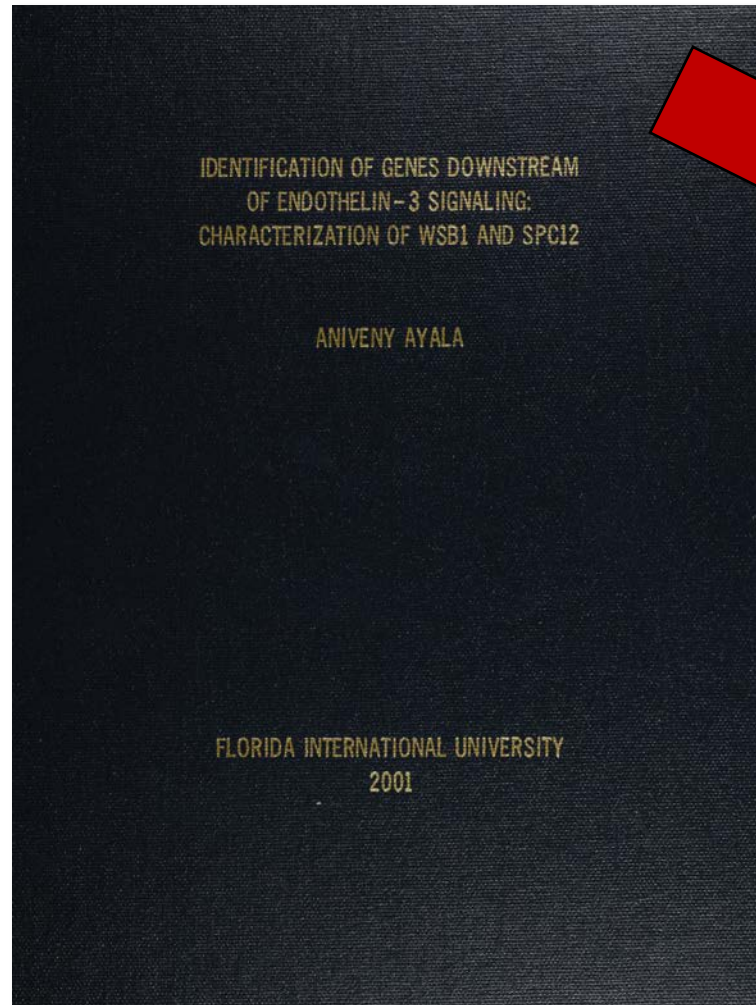 IDENTIFICATION OF GENES DOWNSTREAM
OF ENDOTHELIN-3 SIGNALING:
CHARACTERIZATION OF WSB1 AND SPC12
ANIVENY AYALA
FLORIDA INTERNATIONAL UNIVERSITY
2001